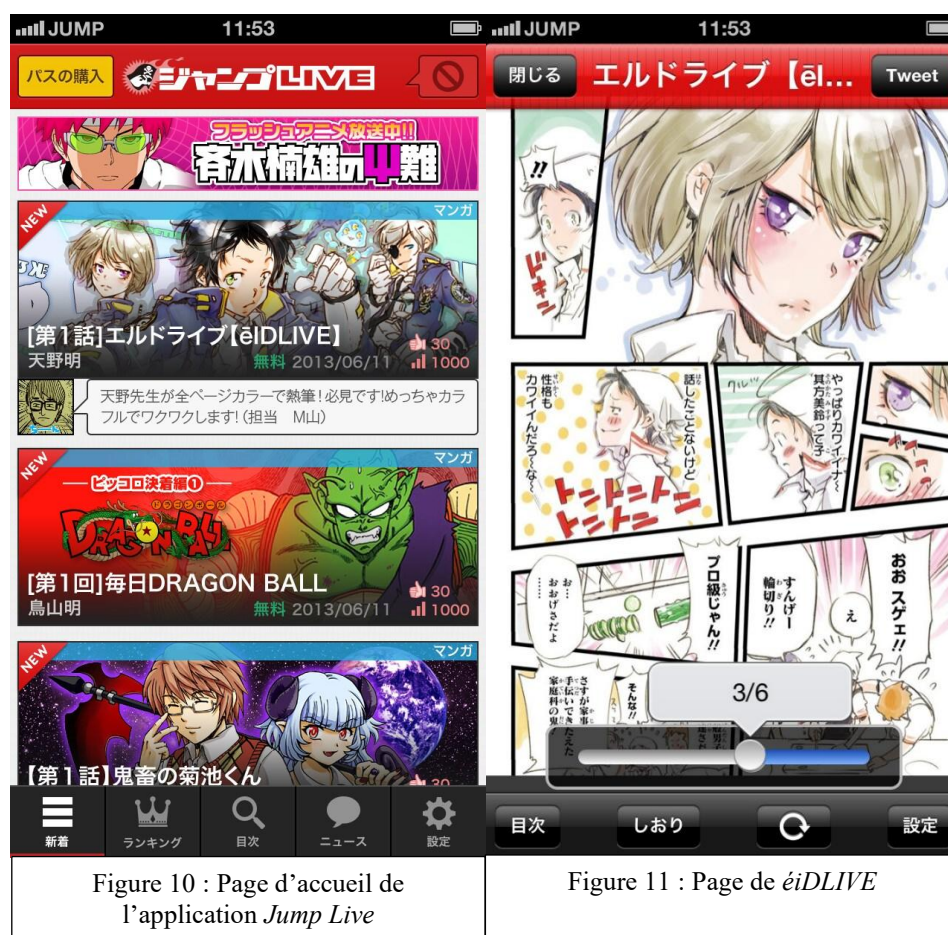 JUMP 11:53
パスの購入 ジャンプLIVE
フラッシュアニメ放送中!!
斉木楠雄のΨ難
NEW マンガ
[第1話]エルドライブ【ēlDLIVE】
天野明 無料 2013/06/11 30 1000
天野先生が全ページカラーで熱筆!必見です!めっちゃカラ
フルでワクワクします!(担当 M山)
NEW マンガ
ピッコロ決着編①
ドラゴンボール
DRAGON BALL
[第1回]毎日DRAGON BALL
鳥山明 無料 2013/06/11 30 1000
NEW マンガ
【第1話】鬼畜の菊池くん
30
新着 ランキング 目次 ニュース 設定
Figure 10 : Page d’accueil de
l’application Jump Live
JUMP 11:53
閉じる エルドライブ【ēl... Tweet
!!
ドキン
やっぱりカワイイナ〜
其方美鈴って子
クルッ
話したことないけど
性格も
カワイイんだろ〜な〜
トントントン
トントントン
おおスゲェ!!
すんげー
輪切り!!
え
プロ級じゃん!!
お…
おおげさだよ
……
そんな!!
さすが家事
手伝いできたえた
家庭科の鬼
3/6
目次 しおり 設定
Figure 11 : Page de éiDLIVE